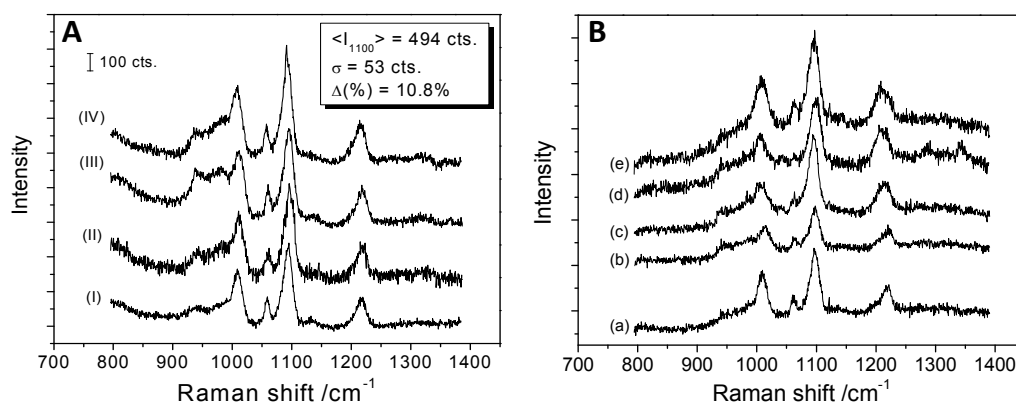 A
100 cts.
<I1100> = 494 cts.
σ = 53 cts.
Δ(%) = 10.8%
(IV)
(III)
(II)
(I)
Intensity
700 800 900 1000 1100 1200 1300 1400
Raman shift /cm-1
B
(e)
(d)
(c)
(b)
(a)
Intensity
700 800 900 1000 1100 1200 1300 1400
Raman shift /cm-1